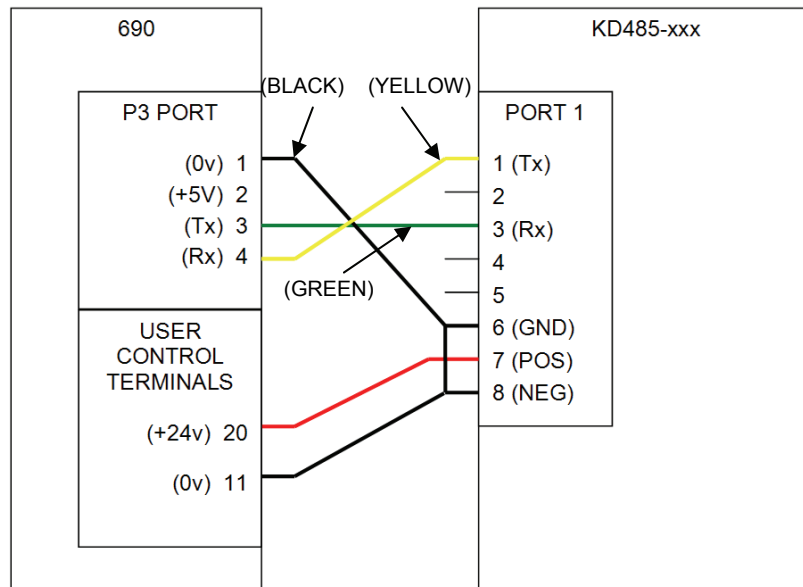 690
KD485-xxx
(BLACK)
(YELLOW)
P3 PORT
PORT 1
(0v) 1
(+5V) 2
(Tx) 3
(Rx) 4
1 (Tx)
2
3 (Rx)
4
5
6 (GND)
7 (POS)
8 (NEG)
(GREEN)
USER
CONTROL
TERMINALS
(+24v) 20
(0v) 11